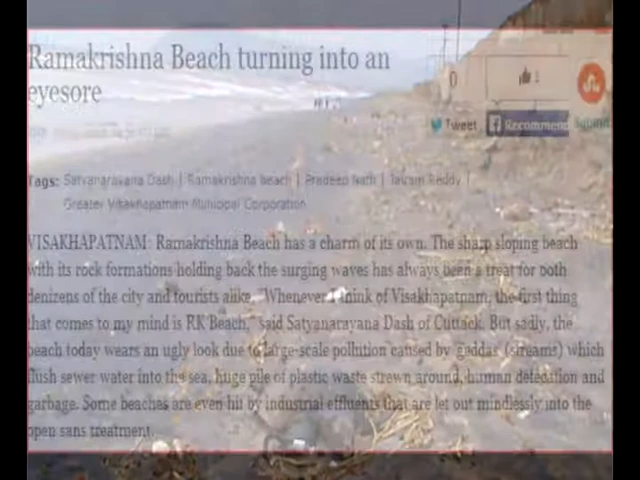 Ramakrishna Beach turning into an
eyesore
0
Tweet
Recommend
Submit
Tags: Satyanarayana Dash | Ramakrishna beach | Pradeep Nath | Talram Reddy |
Greater Visakhapatnam Municipal Corporation
VISAKHAPATNAM: Ramakrishna Beach has a charm of its own. The sharp sloping beach
with its rock formations holding back the surging waves has always been a treat for both
denizens of the city and tourists alike. "Whenever I think of Visakhapatnam, the first thing
that comes to my mind is RK Beach," said Satyanarayana Dash of Cuttack. But sadly, the
beach today wears an ugly look due to large-scale pollution caused by 'geddas' (streams) which
flush sewer water into the sea, huge pile of plastic waste strewn around, human defecation and
garbage. Some beaches are even hit by industrial effluents that are let out mindlessly into the
open sans treatment.